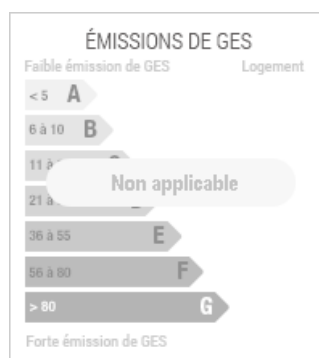 ÉMISSIONS DE GES
Faible émission de GES Logement
< 5 A
6 à 10 B
11 à
Non applicable
21 à
36 à 55 E
56 à 80 F
> 80 G
Forte émission de GES